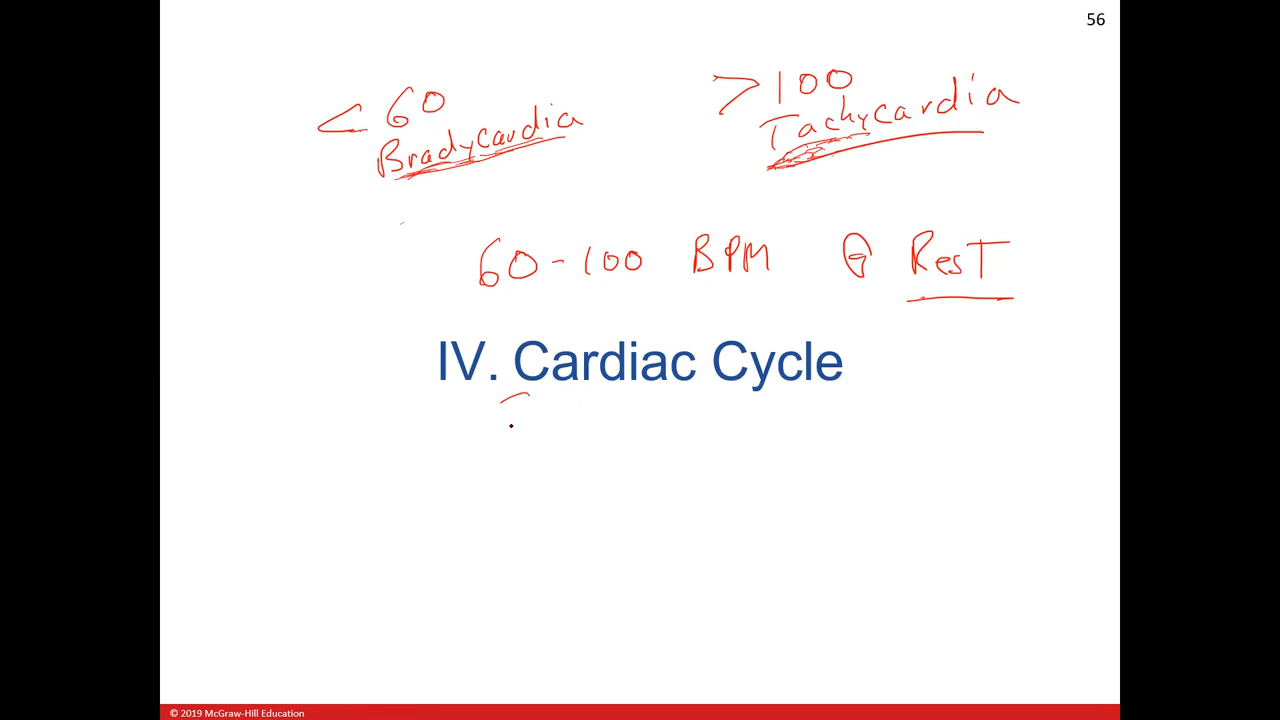 56
< 60
Bradycardia
> 100
Tachycardia
60-100 BPM @ Rest
IV. Cardiac Cycle
© 2019 McGraw-Hill Education